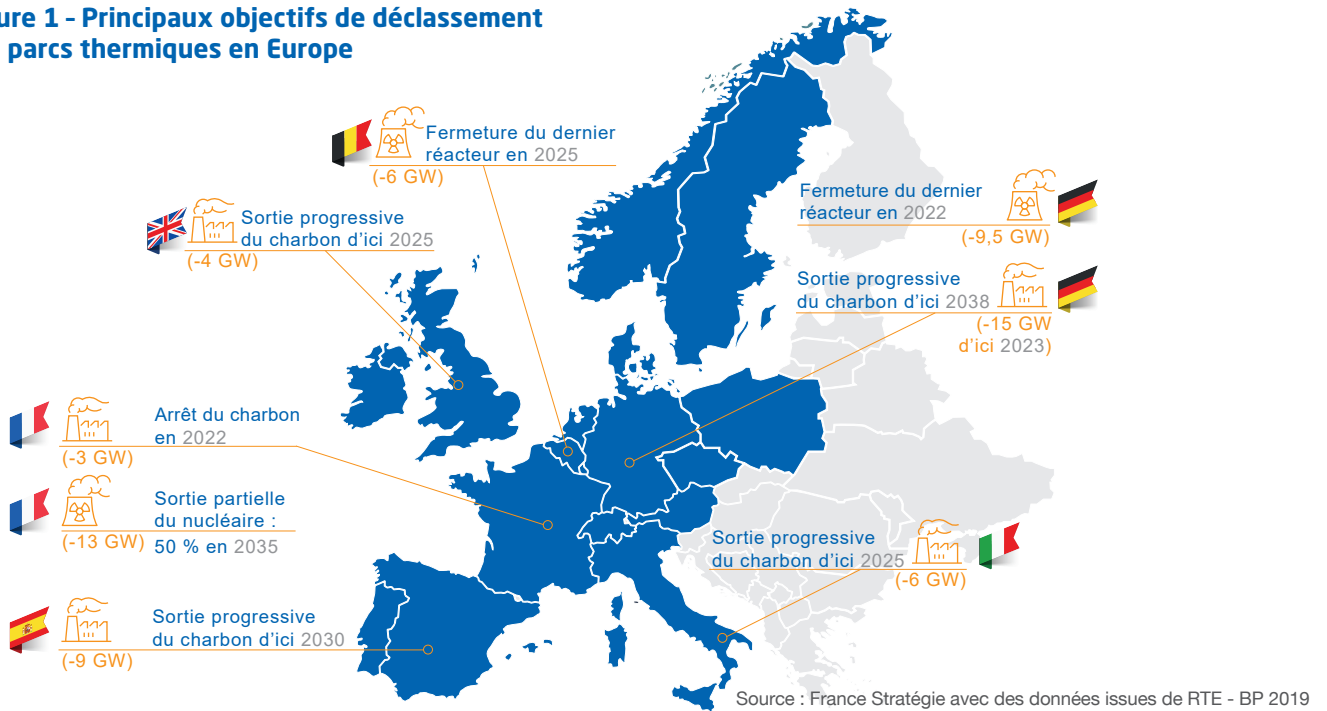 ure 1 - Principaux objectifs de déclassement
parcs thermiques en Europe
Fermeture du dernier
réacteur en 2025
(-6 GW)
Sortie progressive
du charbon d'ici 2025
(-4 GW)
Fermeture du dernier
réacteur en 2022
(-9,5 GW)
Sortie progressive
du charbon d'ici 2038
(-15 GW
d'ici 2023)
Arrêt du charbon
en 2022
(-3 GW)
Sortie partielle
du nucléaire :
(-13 GW) 50 % en 2035
Sortie progressive
du charbon d'ici 2025
(-6 GW)
Sortie progressive
du charbon d'ici 2030
(-9 GW)
Source : France Stratégie avec des données issues de RTE - BP 2019